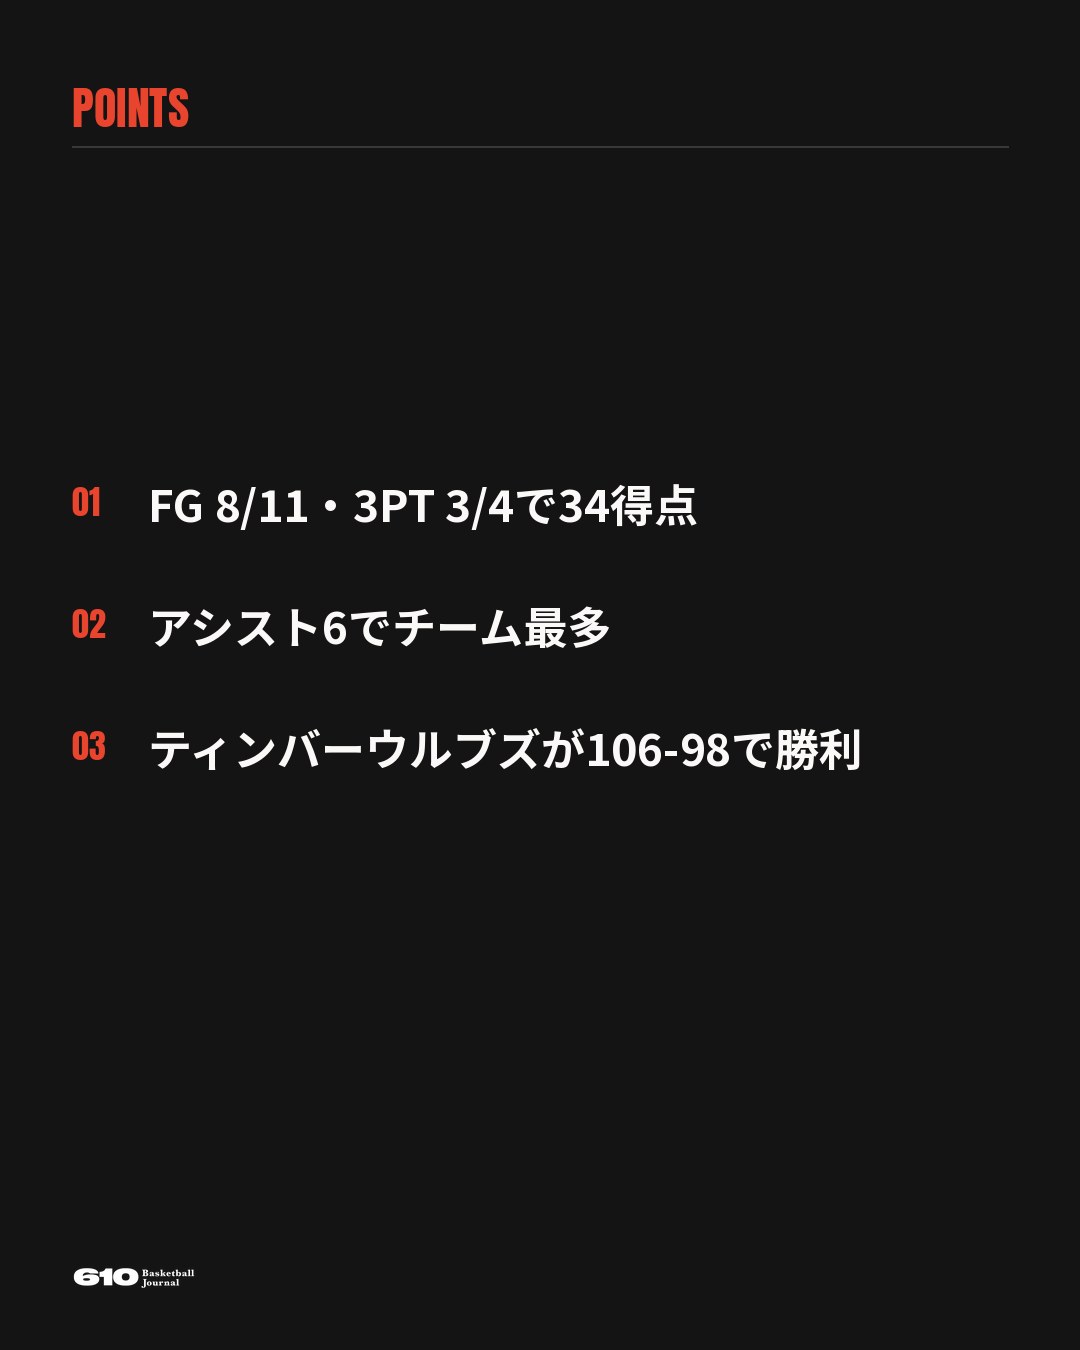 POINTS
01 FG 8/11・3PT 3/4で34得点
02 アシスト6でチーム最多
03 ティンバーウルブズが106-98で勝利
610 Basketball
Journal